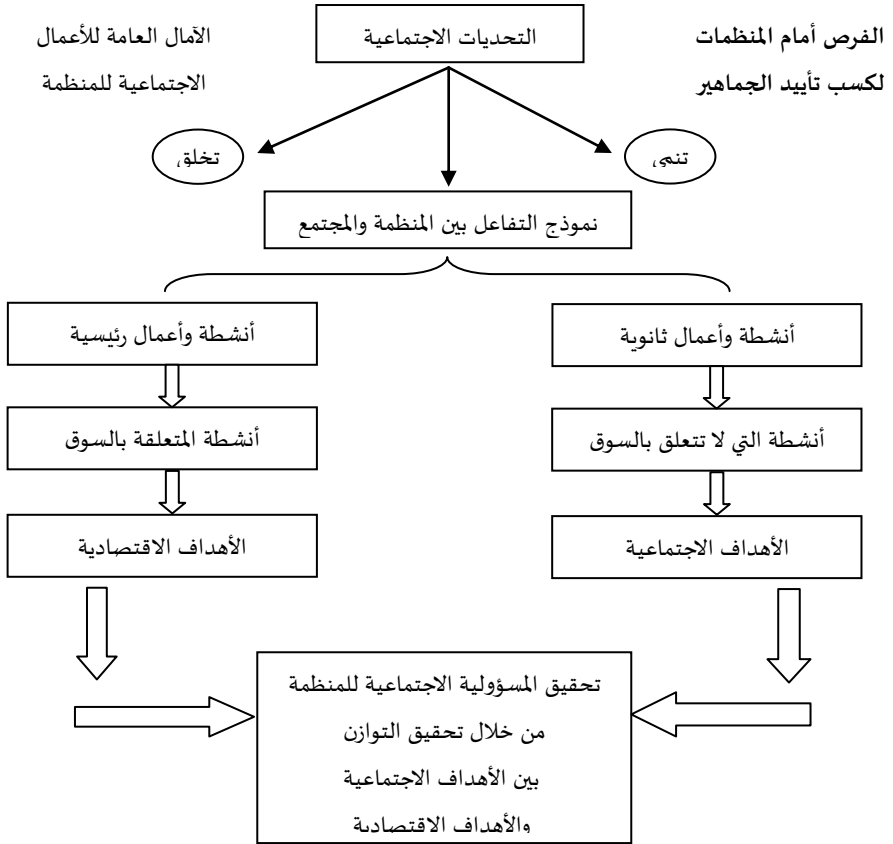 التحديات الاجتماعية
الفرص أمام المنظمات
لكسب تأييد الجماهير
الآمال العامة للأعمال
الاجتماعية للمنظمة
تنمي
تخلق
نموذج التفاعل بين المنظمة والمجتمع
أنشطة وأعمال ثانوية
أنشطة وأعمال رئيسية
أنشطة التي لا تتعلق بالسوق
أنشطة المتعلقة بالسوق
الأهداف الاجتماعية
الأهداف الاقتصادية
تحقيق المسؤولية الاجتماعية للمنظمة
من خلال تحقيق التوازن
بين الأهداف الاجتماعية
والأهداف الاقتصادية